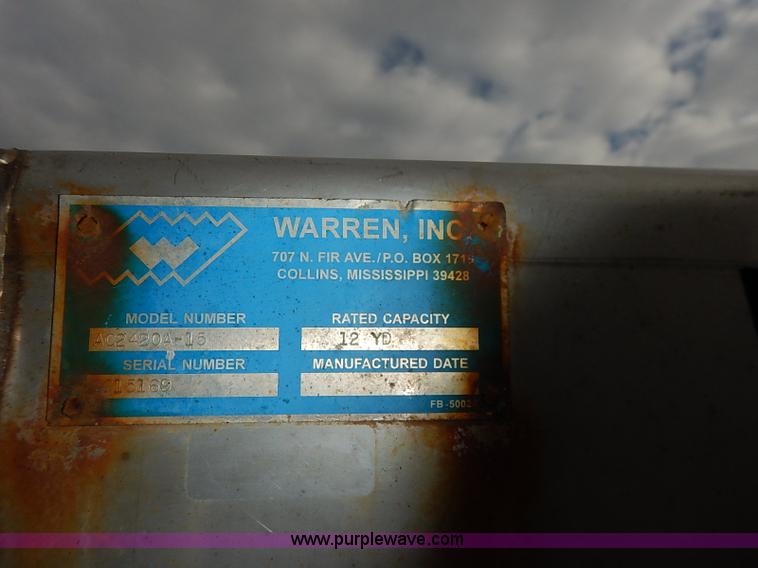 WARREN, INC
707 N. FIR AVE./P.O. BOX 1719
COLLINS, MISSISSIPPI 39428
MODEL NUMBER RATED CAPACITY
AC2420A-15 12 YD
SERIAL NUMBER MANUFACTURED DATE
15169
FB-5002
www.purplewave.com